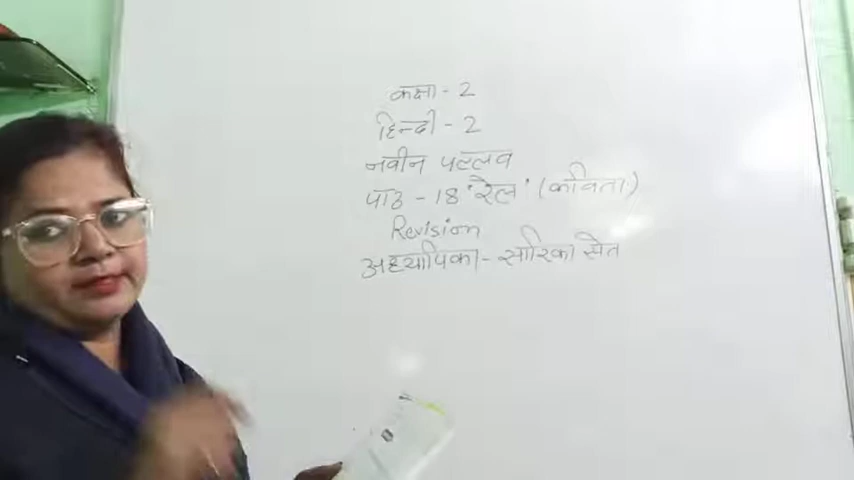 कक्षा - 2
हिन्दी - 2
नवीन पल्लव
पाठ - 18 'रेल' (कविता)
Revision
अध्यापिका - सारिका सेत